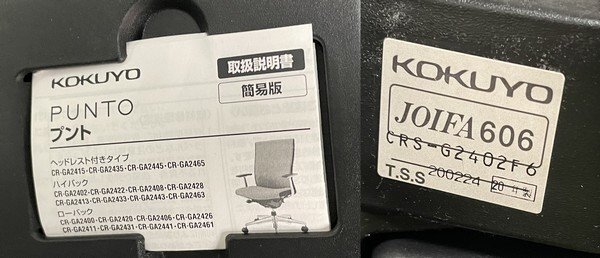 KOKUYO
取扱説明書
簡易版
PUNTO
プント
ヘッドレスト付きタイプ
CR-GA2415・CR-GA2435・CR-GA2445・CR-GA2465
ハイバック
CR-GA2402・CR-GA2422・CR-GA2408・CR-GA2428
CR-GA2413・CR-GA2433・CR-GA2443・CR-GA2463
ローバック
CR-GA2400・CR-GA2420・CR-GA2406・CR-GA2426
CR-GA2411・CR-GA2431・CR-GA2441・CR-GA2461
KOKUYO
JOIFA606
CRS-G2402F6
T.S.S
200224